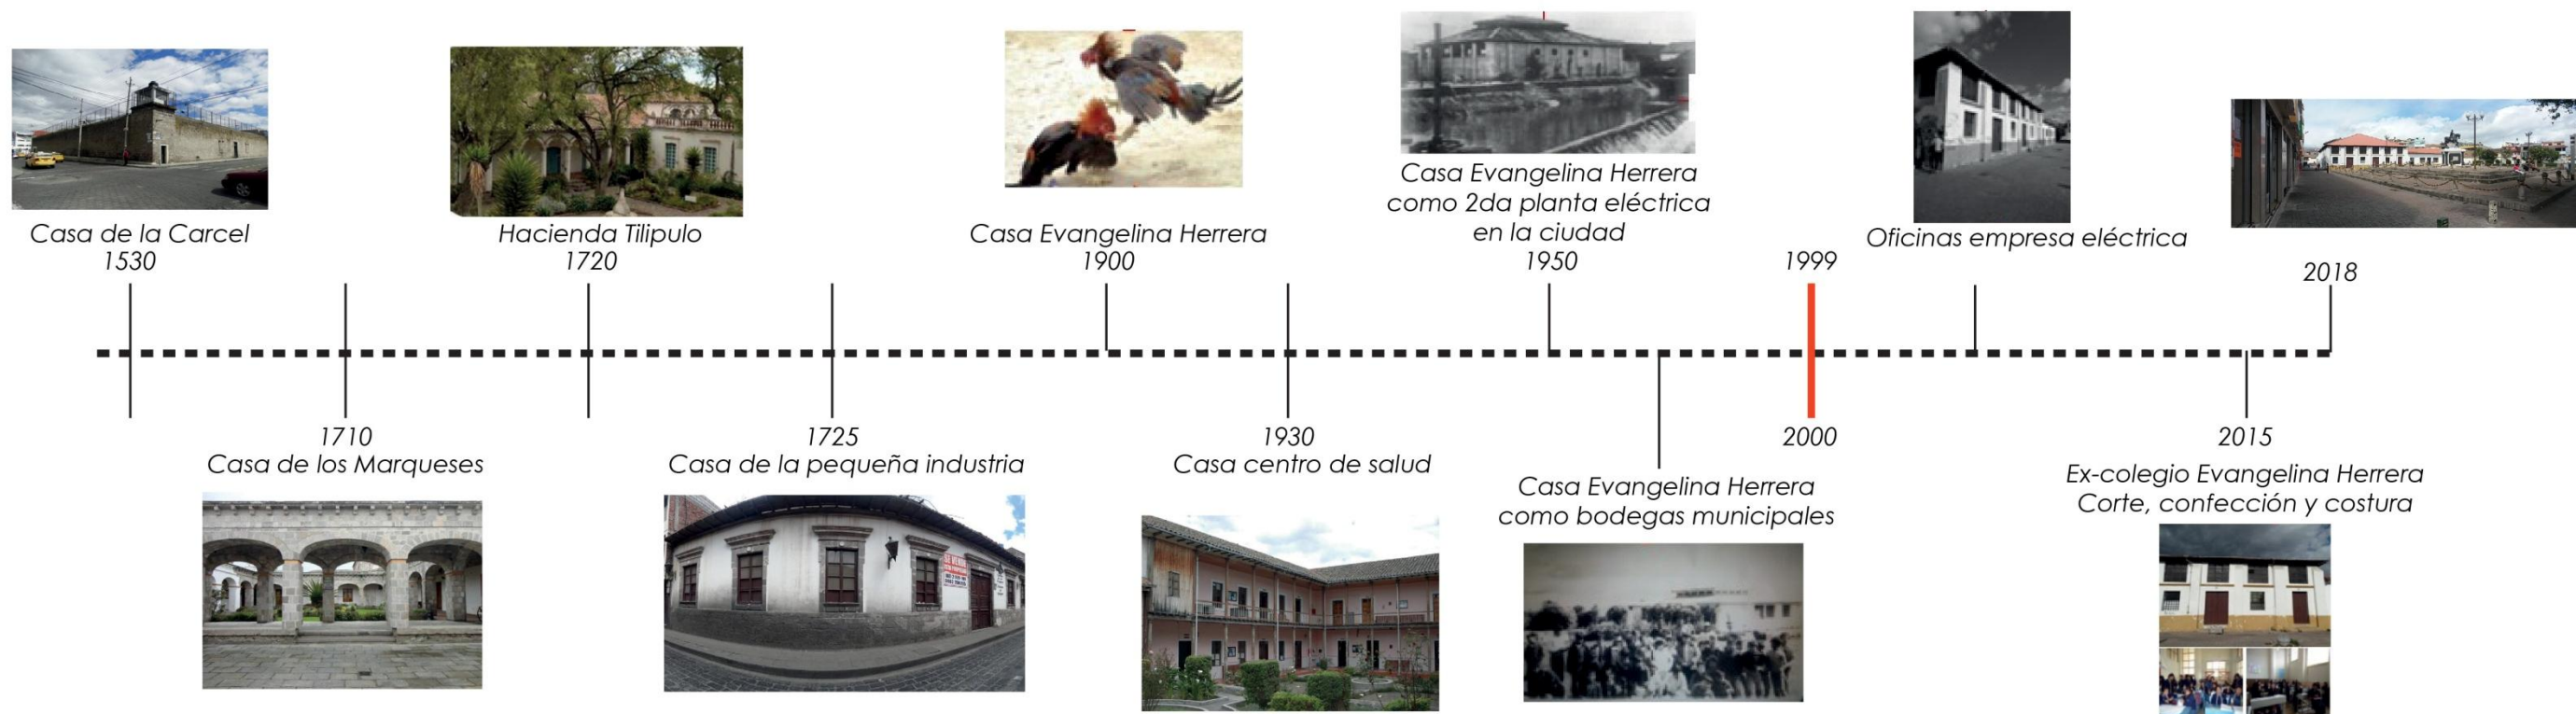 Casa de la Carcel
1530
1710
Casa de los Marqueses
Hacienda Tilipulo
1720
1725
Casa de la pequeña industria
SE VENDE
Casa Evangelina Herrera
1900
1930
Casa centro de salud
Casa Evangelina Herrera
como 2da planta eléctrica
en la ciudad
1950
Casa Evangelina Herrera
como bodegas municipales
1999
2000
Oficinas empresa eléctrica
2015
Ex-colegio Evangelina Herrera
Corte, confección y costura
2018